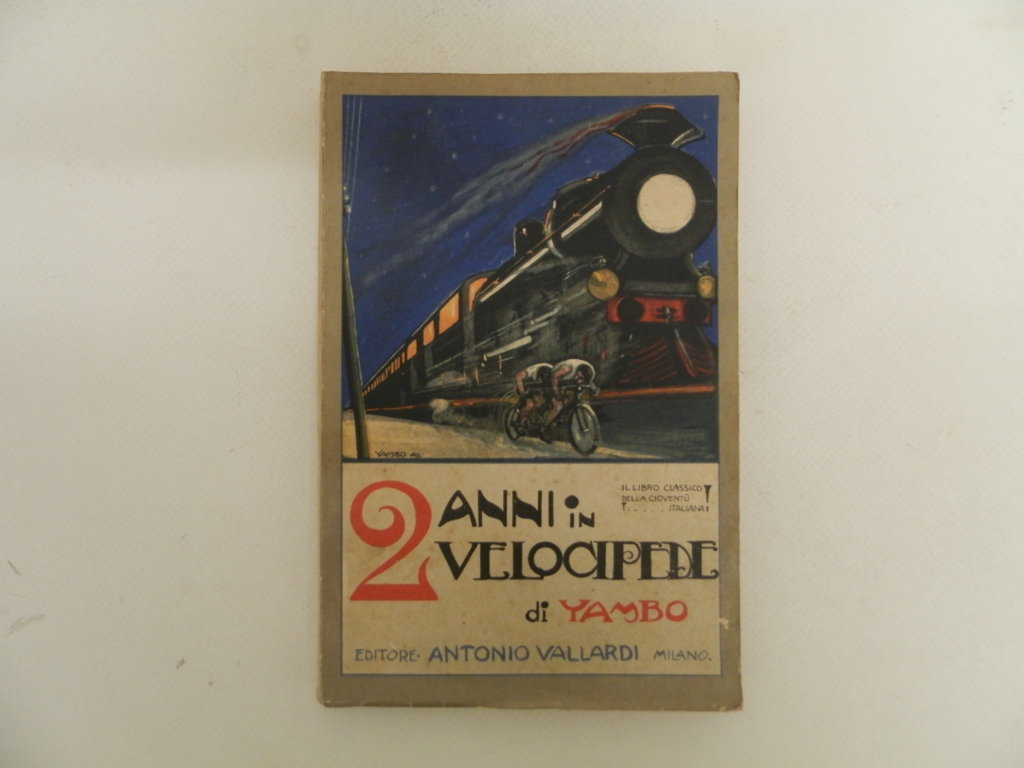 YAMBO
2 ANNI in
VELOCIPEDE
IL LIBRO CLASSICO
DELLA GIOVENTÙ
ITALIANA
di YAMBO
EDITORE· ANTONIO VALLARDI MILANO.